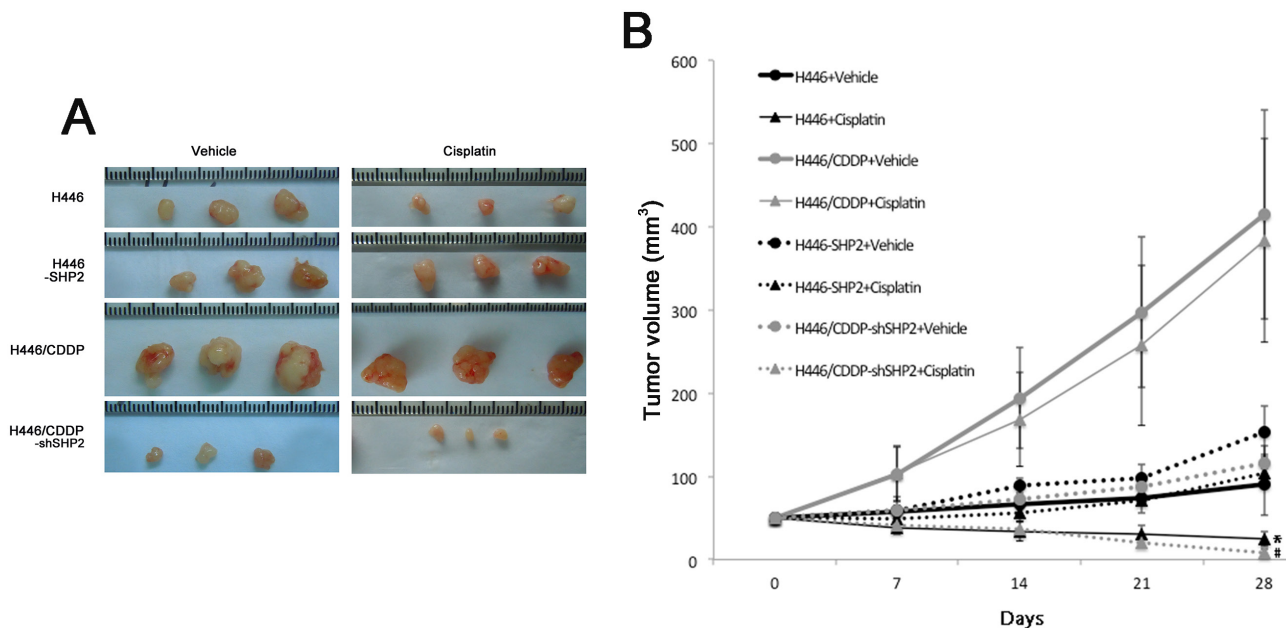 A
B
Vehicle
Cisplatin
H446
H446
-SHP2
H446/CDDP
H446/CDDP
-shSHP2
600
500
400
300
200
100
0
Tumor volume (mm³)
H446+Vehicle
H446+Cisplatin
H446/CDDP+Vehicle
H446/CDDP+Cisplatin
H446-SHP2+Vehicle
H446-SHP2+Cisplatin
H446/CDDP-shSHP2+Vehicle
H446/CDDP-shSHP2+Cisplatin
*
#
0 7 14 21 28
Days